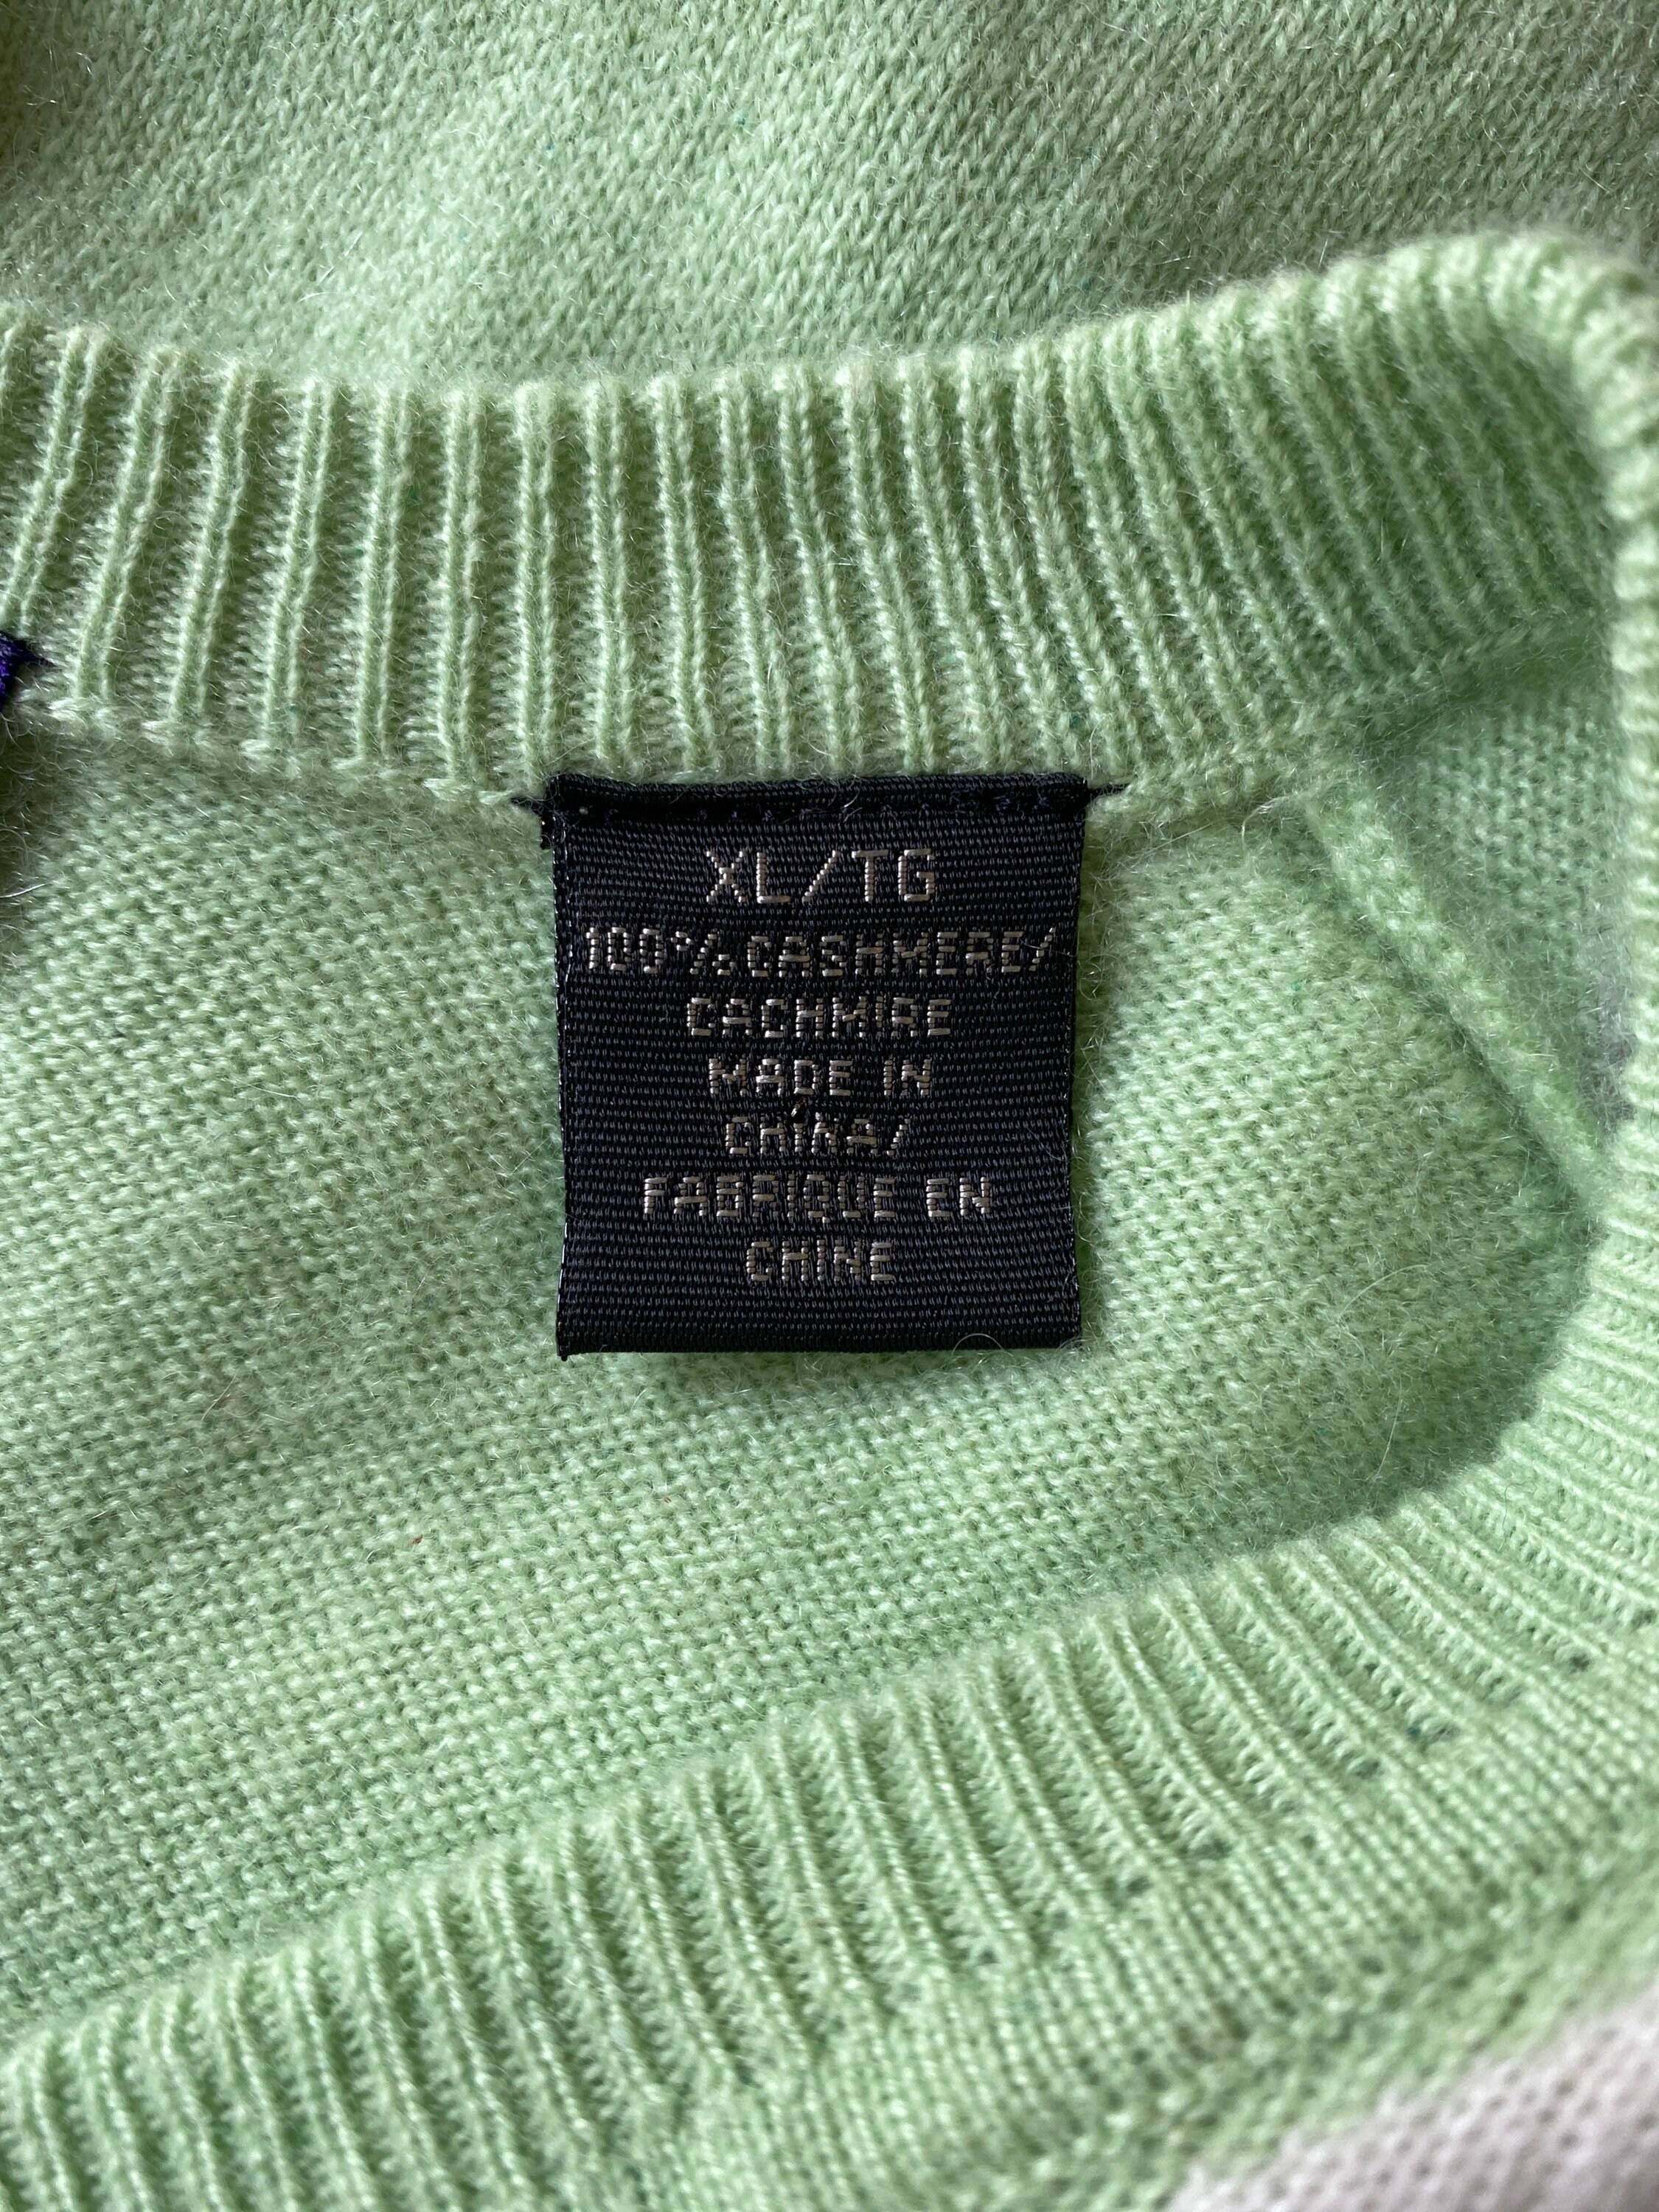 XL/TG
100% CASHMERE/
CACHMIRE
MADE IN
CHINA/
FABRIQUE EN
CHINE